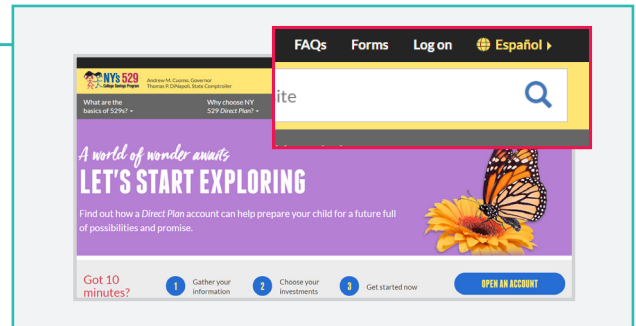 FAQs Forms Log on Español
ite
NY's 529
College Savings Program
Andrew M. Cuomo, Governor
Thomas P. DiNapoli, State Comptroller
What are the
basics of 529s?
Why choose NY
529 Direct Plan?
A world of wonder awaits
LET'S START EXPLORING
Find out how a Direct Plan account can help prepare your child for a future full
of possibilities and promise.
Got 10
minutes?
1 Gather your
information
2 Choose your
investments
3 Get started now
OPEN AN ACCOUNT